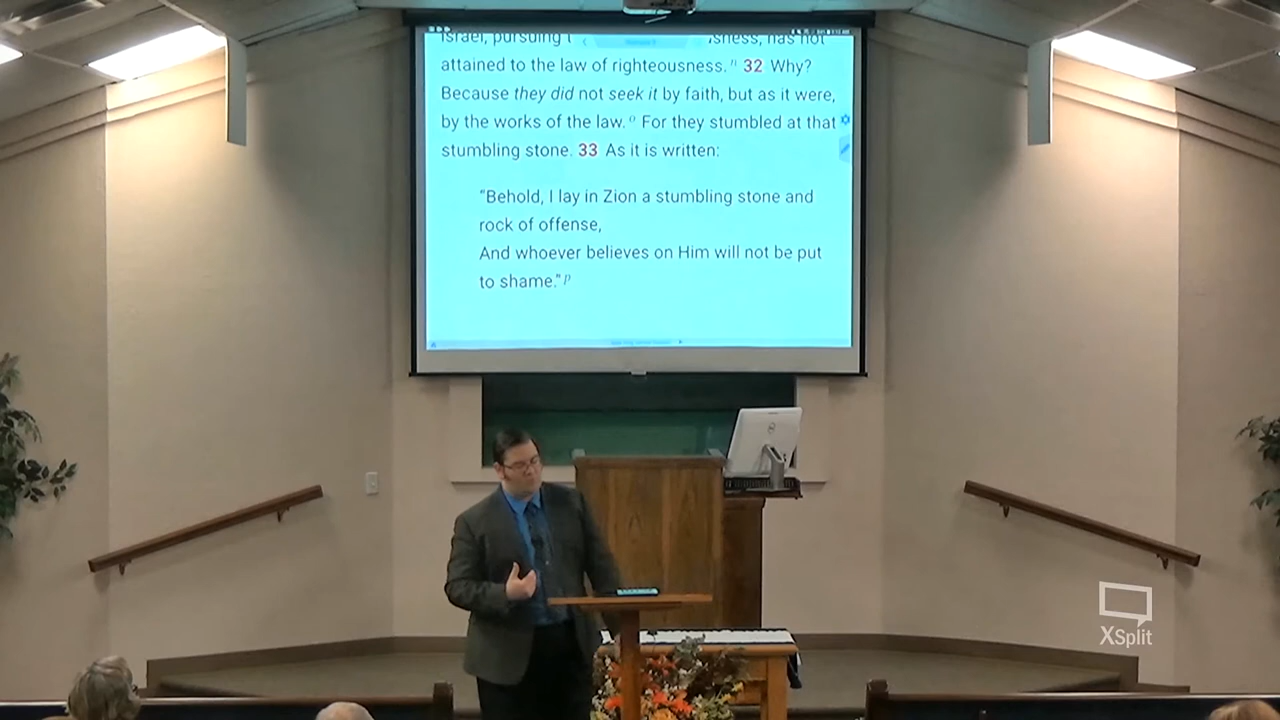 Israel, pursuing t
attained to the law of righteousness. n 32 Why?
Because they did not seek it by faith, but as it were,
by the works of the law. o For they stumbled at that
stumbling stone. 33 As it is written:
“Behold, I lay in Zion a stumbling stone and
rock of offense,
And whoever believes on Him will not be put
to shame.” p
XSplit